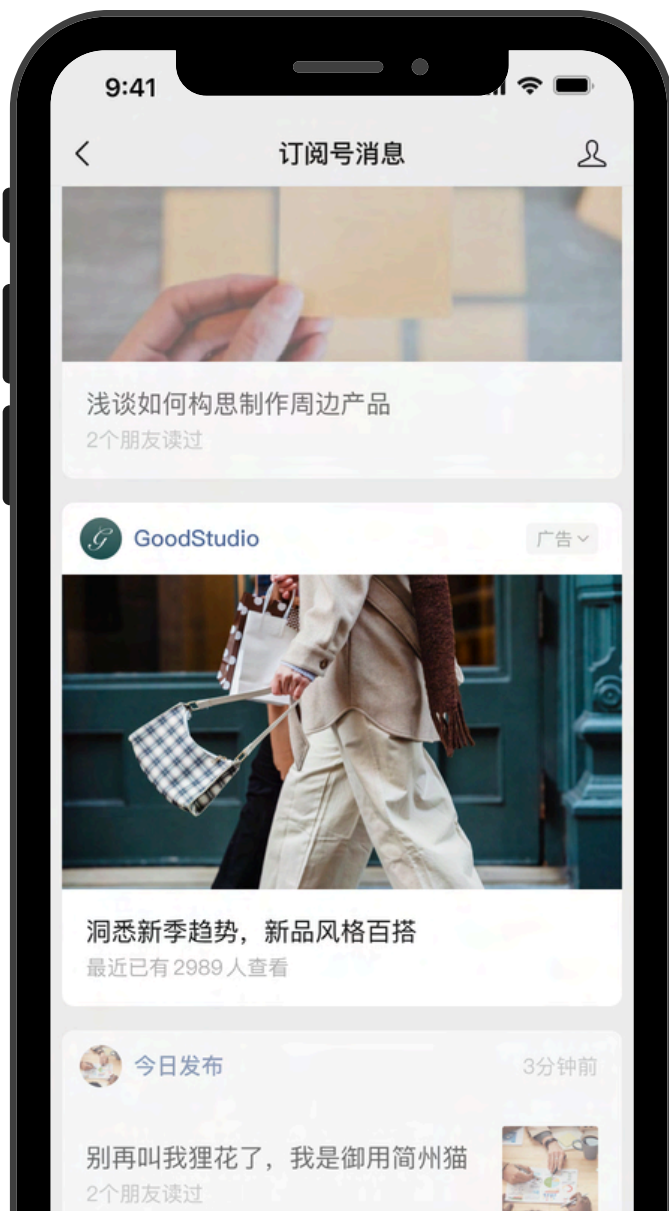 9:41
订阅号消息
浅谈如何构思制作周边产品
2个朋友读过
GoodStudio
广告
洞悉新季趋势，新品风格百搭
最近已有2989人查看
今日发布
3分钟前
别再叫我狸花了，我是御用简州猫
2个朋友读过